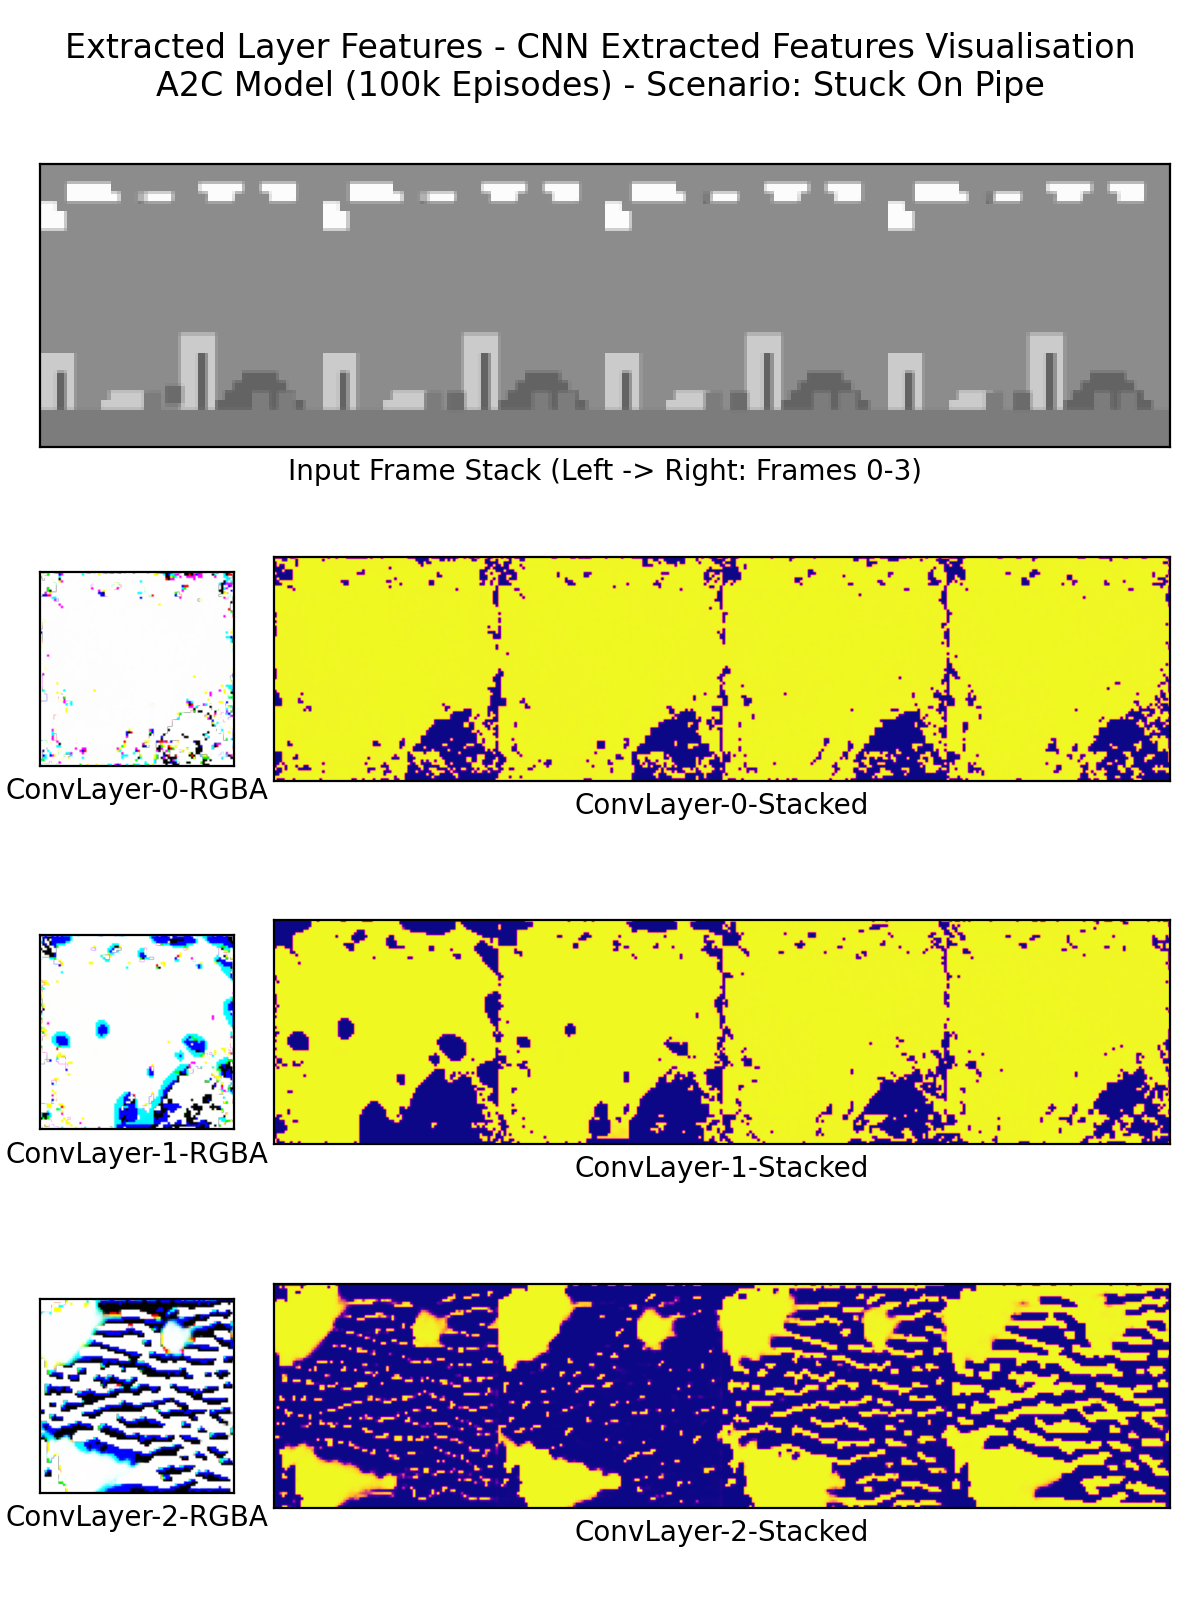 Extracted Layer Features - CNN Extracted Features Visualisation
A2C Model (100k Episodes) - Scenario: Stuck On Pipe
Input Frame Stack (Left -> Right: Frames 0-3)
ConvLayer-0-RGBA
ConvLayer-0-Stacked
ConvLayer-1-RGBA
ConvLayer-1-Stacked
ConvLayer-2-RGBA
ConvLayer-2-Stacked